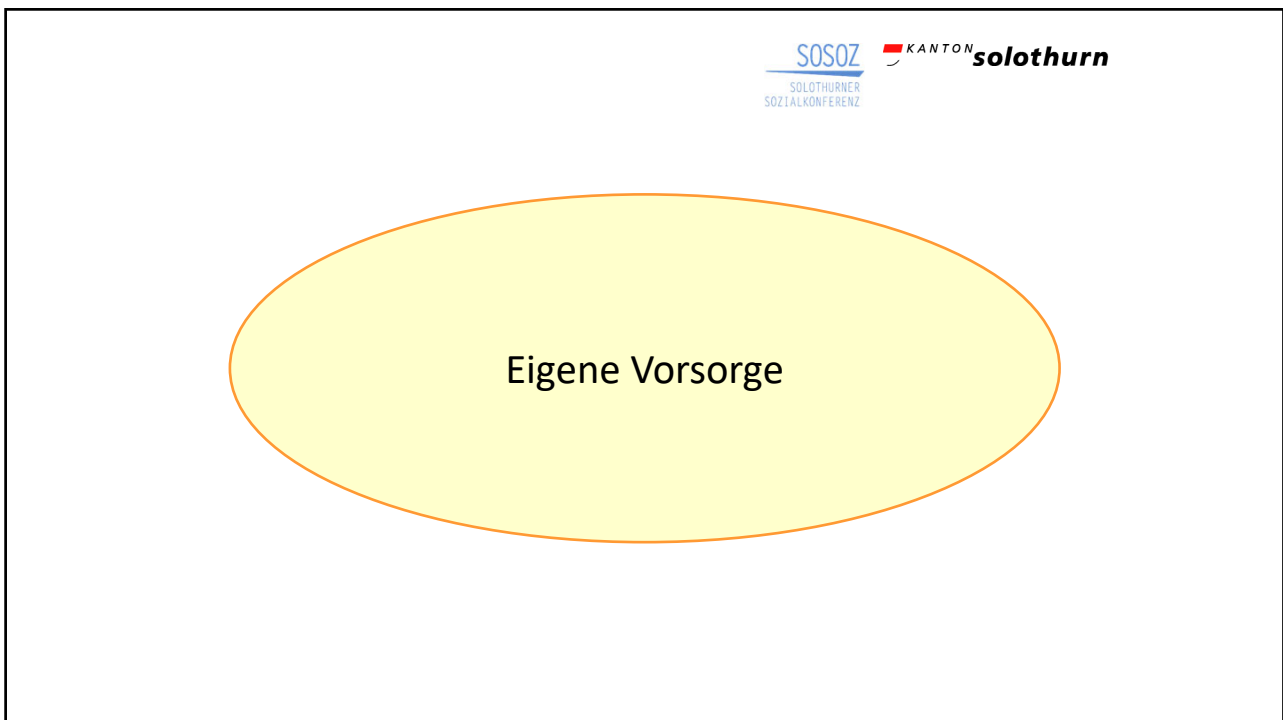 SOSOZ
SOLOTHURNER
SOZIALKONFERENZ
KANTON solothurn
Eigene Vorsorge